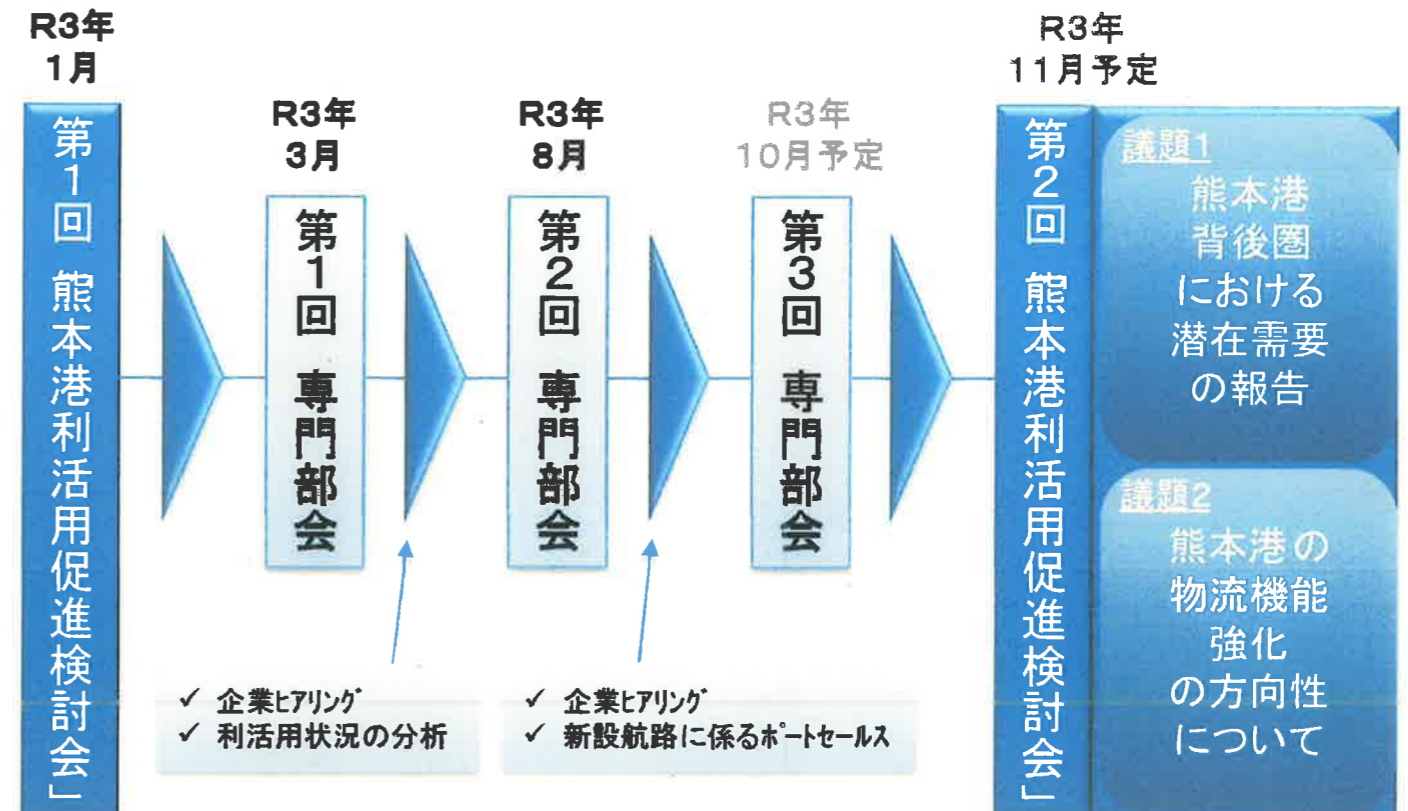 R3年
1月
第1回 熊本港利活用促進検討会」
R3年
3月
第1回 専門部会
R3年
8月
第2回 専門部会
R3年
10月予定
第3回 専門部会
✓ 企業ﾋｱﾘﾝｸﾞ
✓ 利活用状況の分析
✓ 企業ﾋｱﾘﾝｸﾞ
✓ 新設航路に係るﾎﾟｰﾄｾｰﾙｽ
R3年
11月予定
第2回 熊本港利活用促進検討会」
議題1
熊本港
背後圏
における
潜在需要
の報告
議題2
熊本港の
物流機能
強化
の方向性
について